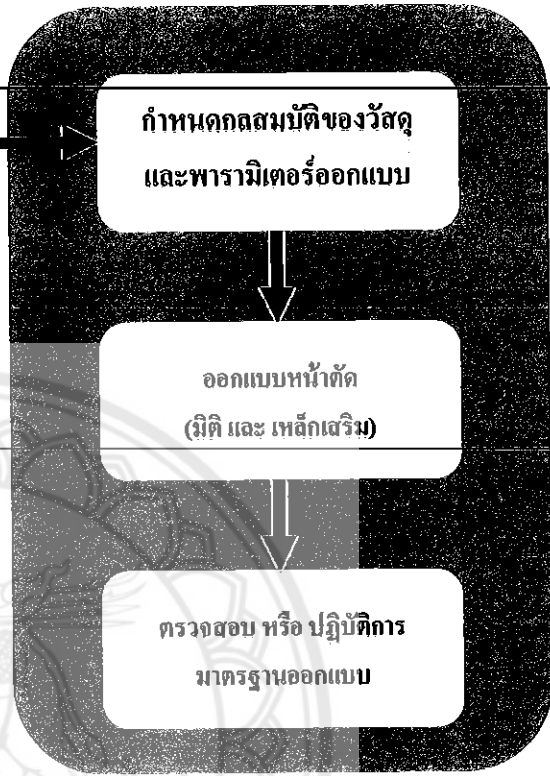 กำหนดกลสมบัติของวัสดุ
และพารามิเตอร์ออกแบบ
ออกแบบหน้าตัด
(มิติ และ เหล็กเสริม)
ตรวจสอบ หรือ ปฏิบัติการ
มาตรฐานออกแบบ